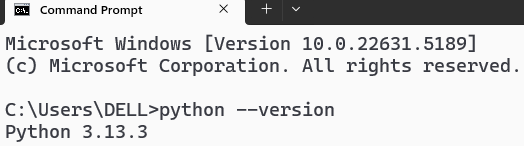 Command Prompt
Microsoft Windows [Version 10.0.22631.5189]
(c) Microsoft Corporation. All rights reserved.
C:\Users\DELL>python --version
Python 3.13.3